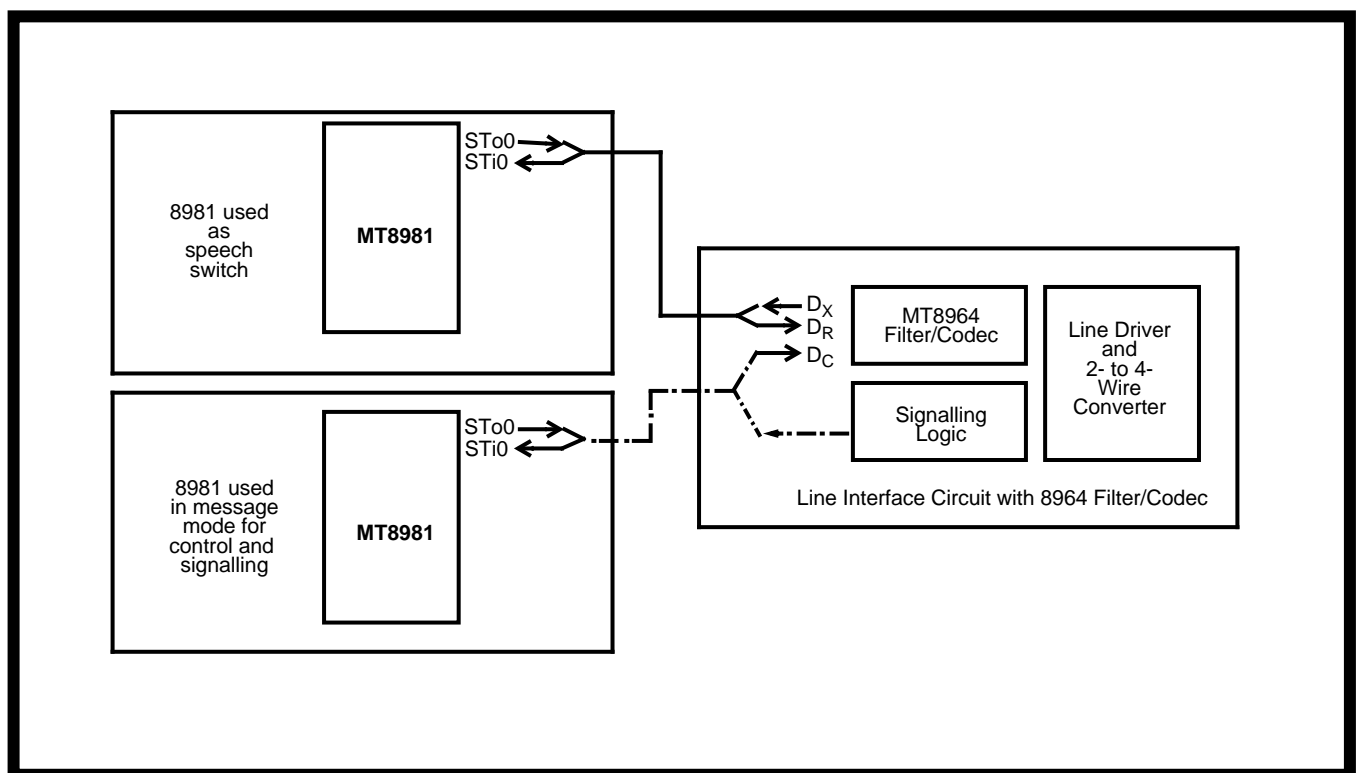 8981 used
as
speech
switch
MT8981
STo0
STi0
8981 used
in message
mode for
control and
signalling
MT8981
STo0
STi0
DX
DR
DC
MT8964
Filter/Codec
Signalling
Logic
Line Driver
and
2- to 4-
Wire
Converter
Line Interface Circuit with 8964 Filter/Codec